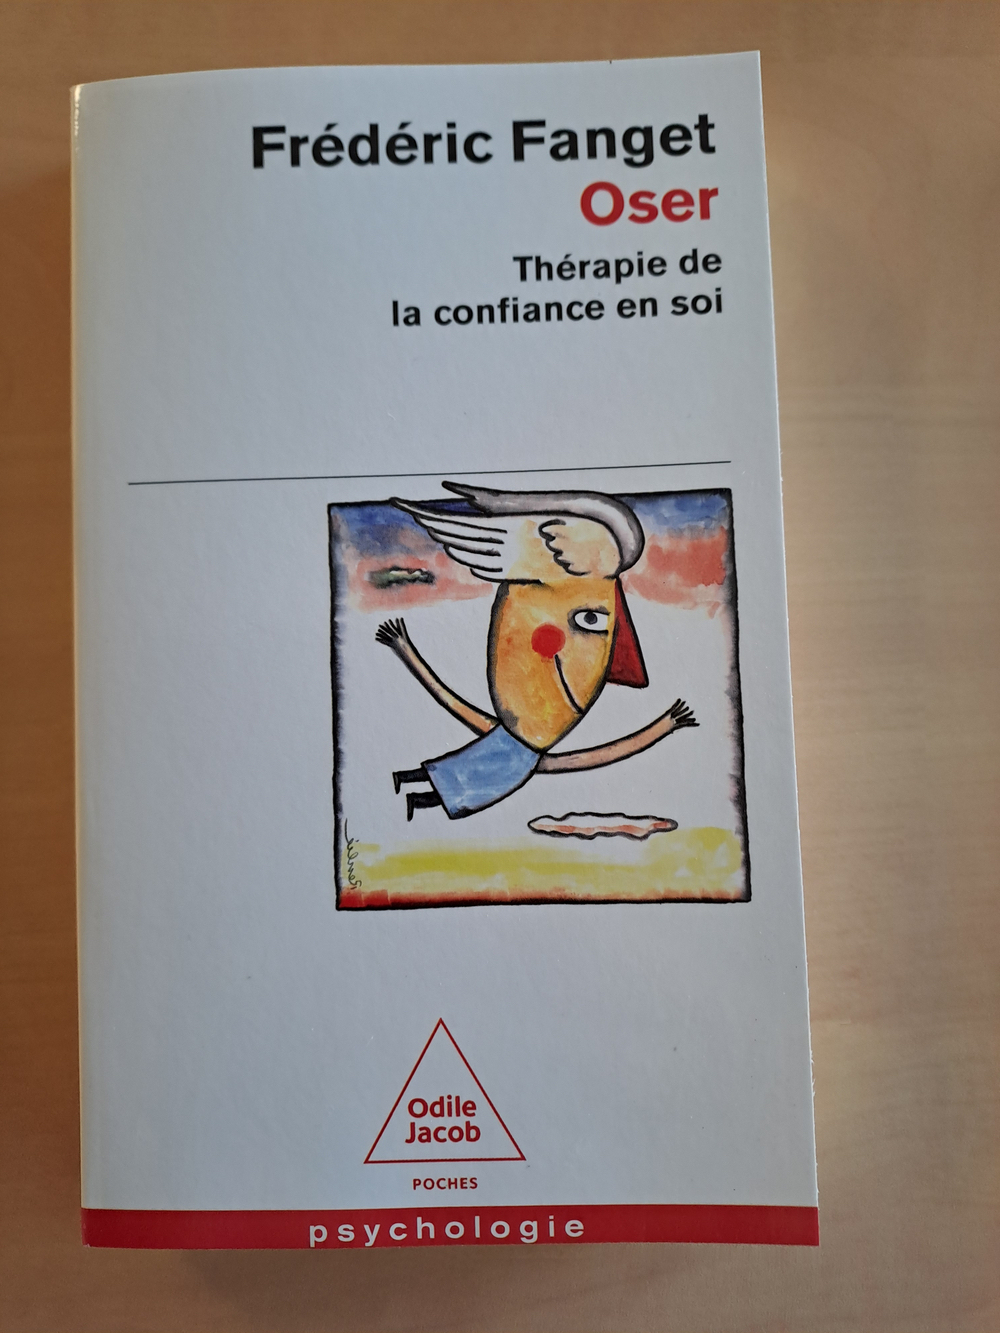 Frédéric Fanget
Oser
Thérapie de
la confiance en soi
Odile
Jacob
POCHES
psychologie